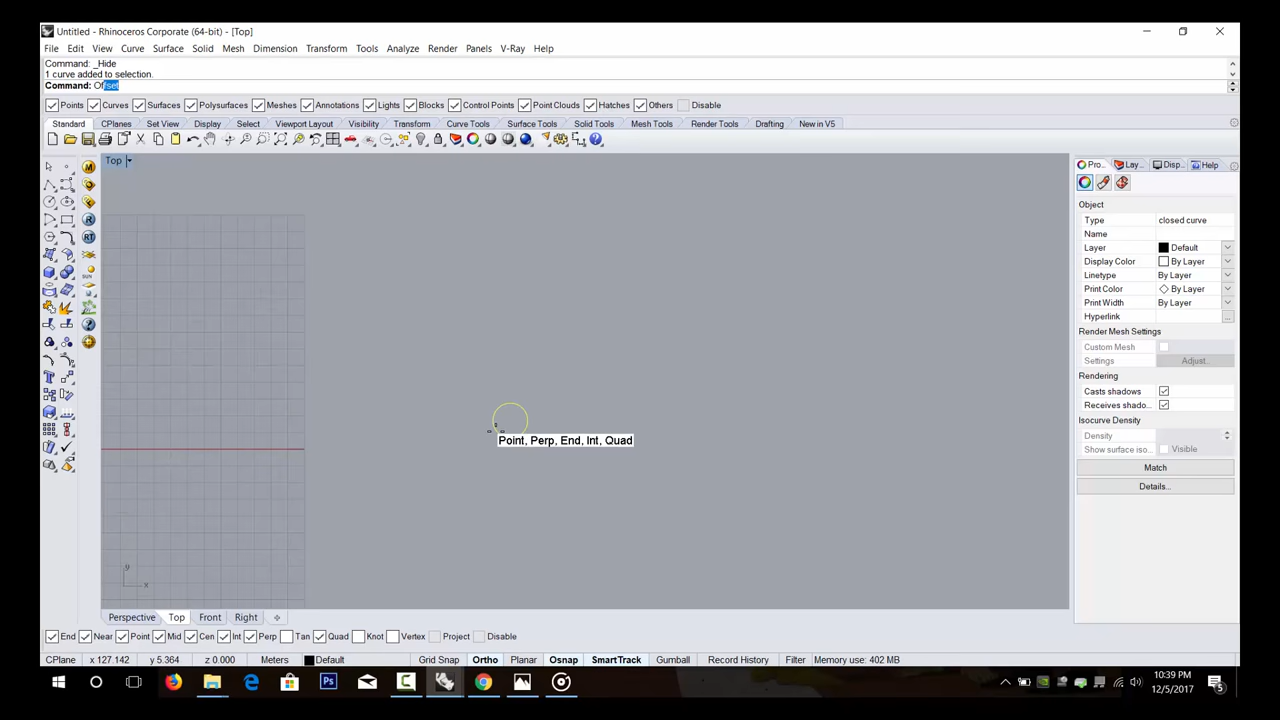 Untitled - Rhinoceros Corporate (64-bit) - [Top]
File Edit View Curve Surface Solid Mesh Dimension Transform Tools Analyze Render Panels V-Ray Help
Command: _Hide
1 curve added to selection.
Command: Offset
Points Curves Surfaces Polysurfaces Meshes Annotations Lights Blocks Control Points Point Clouds Hatches Others Disable
Standard CPlanes Set View Display Select Viewport Layout Visibility Transform Curve Tools Surface Tools Solid Tools Mesh Tools Render Tools Drafting New in V5
Top
Pro... Lay... Disp... Help
M
R
RT
SUN
Object
Type closed curve
Name
Layer Default
Display Color By Layer
Linetype By Layer
Print Color By Layer
Print Width By Layer
Hyperlink ...
Render Mesh Settings
Custom Mesh
Settings Adjust...
Rendering
Casts shadows
Receives shado...
Isocurve Density
Density
Show surface iso... Visible
Match
Details...
Point, Perp, End, Int, Quad
y
x
Perspective Top Front Right
End Near Point Mid Cen Int Perp Tan Quad Knot Vertex Project Disable
CPlane x 127.142 y 5.364 z 0.000 Meters Default Grid Snap Ortho Planar Osnap SmartTrack Gumball Record History Filter Memory use: 402 MB
Ps
10:39 PM
12/5/2017
5